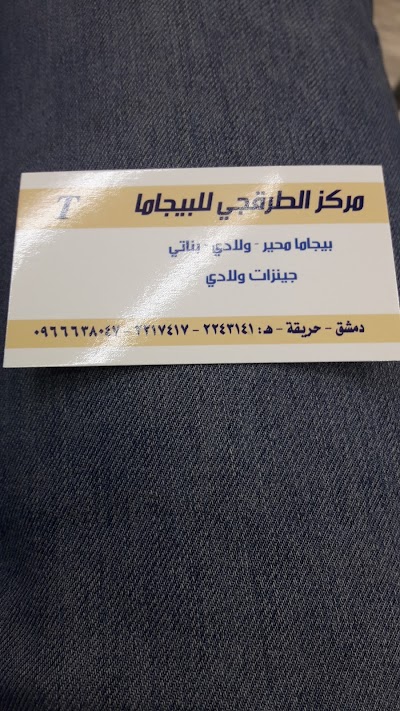 مركز الطرقجي للبيجاما
T
بيجاما محير - ولادي - بناتي
جينزات ولادي
دمشق - حريقة - هـ: ٢٢٤٣١٤١ - ٢٢١٧٤١٧ - ٠٩٦٦٦٣٨٠٤٧